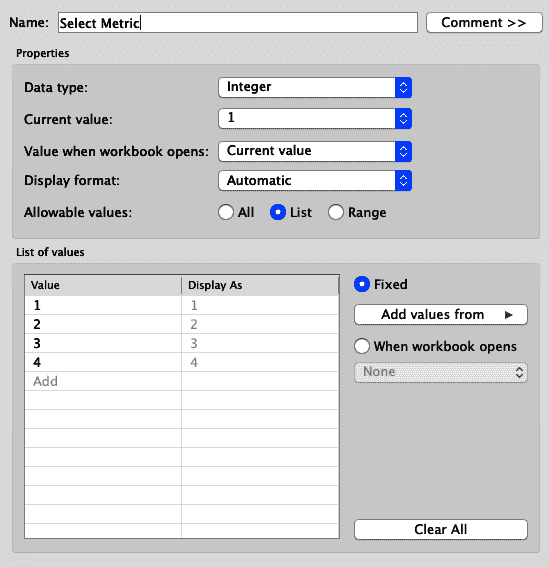 Name: Select Metric Comment >>
Properties
Data type: Integer
Current value: 1
Value when workbook opens: Current value
Display format: Automatic
Allowable values: All List Range
List of values
Value Display As Fixed
1 1
Add values from
2 2
3 3 When workbook opens
4 4
None
Add
Clear All